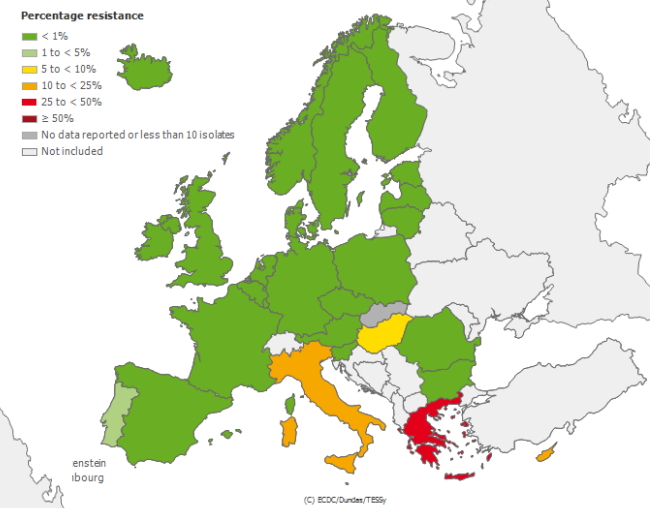 Percentage resistance
< 1%
1 to < 5%
5 to < 10%
10 to < 25%
25 to < 50%
≥ 50%
No data reported or less than 10 isolates
Not included
enstein
bourg
(C) ECDC/Dundas/TESSy